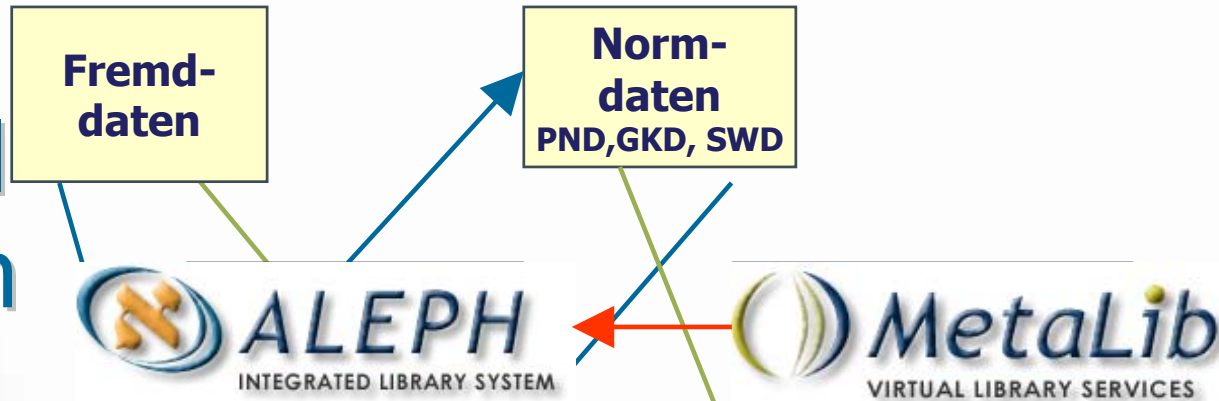 Fremd-
daten
Norm-
daten
PND,GKD, SWD
ALEPH
INTEGRATED LIBRARY SYSTEM
MetaLib
VIRTUAL LIBRARY SERVICES